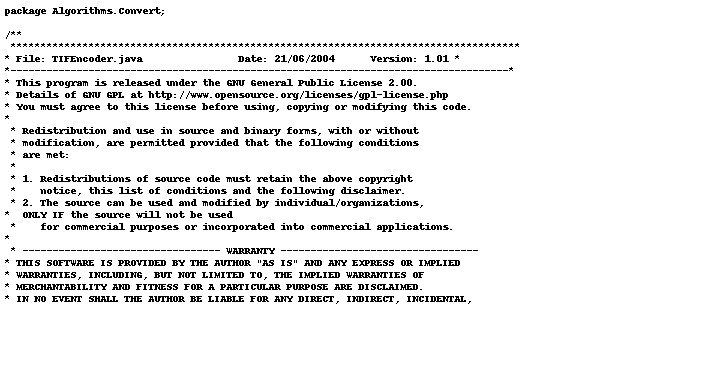 package Algorithms.Convert;
/**
*************************************************************************************
* File: TIFEncoder.java Date: 21/06/2004 Version: 1.01 *
*-----------------------------------------------------------------------------------*
* This program is released under the GNU General Public License 2.00.
* Details of GNU GPL at http://www.opensource.org/licenses/gpl-license.php
* You must agree to this license before using, copying or modifying this code.
*
* Redistribution and use in source and binary forms, with or without
* modification, are permitted provided that the following conditions
* are met:
*
* 1. Redistributions of source code must retain the above copyright
* notice, this list of conditions and the following disclaimer.
* 2. The source can be used and modified by individual/organizations,
* ONLY IF the source will not be used
* for commercial purposes or incorporated into commercial applications.
*
* --------------------------------- WARRANTY ---------------------------------
* THIS SOFTWARE IS PROVIDED BY THE AUTHOR "AS IS" AND ANY EXPRESS OR IMPLIED
* WARRANTIES, INCLUDING, BUT NOT LIMITED TO, THE IMPLIED WARRANTIES OF
* MERCHANTABILITY AND FITNESS FOR A PARTICULAR PURPOSE ARE DISCLAIMED.
* IN NO EVENT SHALL THE AUTHOR BE LIABLE FOR ANY DIRECT, INDIRECT, INCIDENTAL,